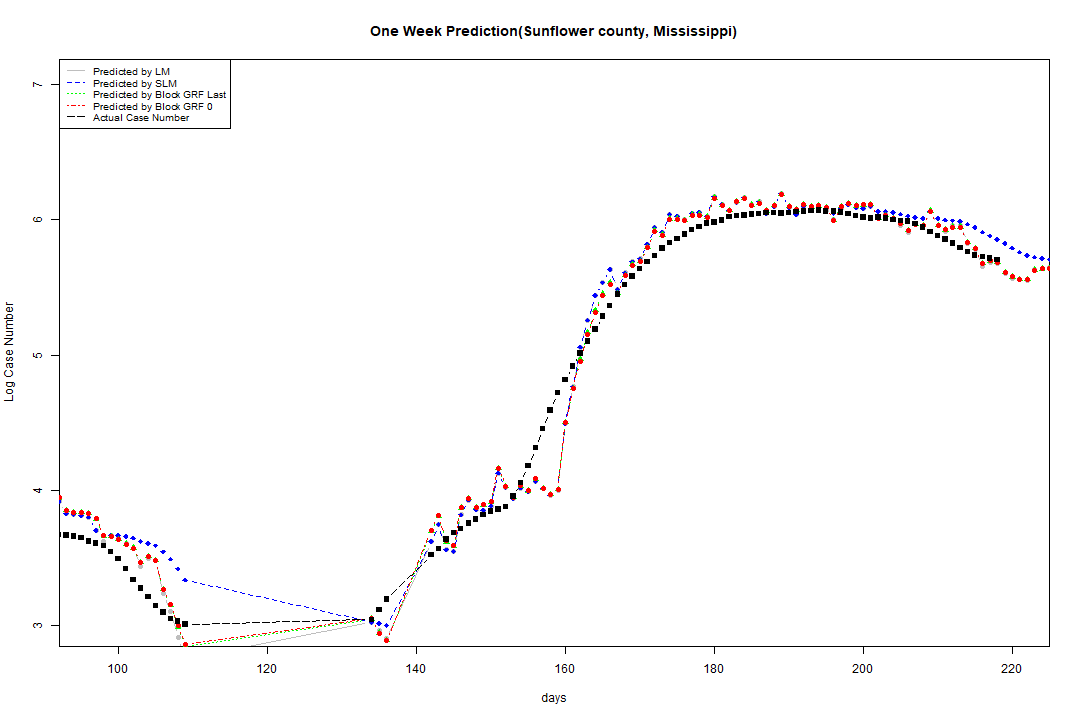 One Week Prediction(Sunflower county, Mississippi)
Predicted by LM
Predicted by SLM
Predicted by Block GRF Last
Predicted by Block GRF 0
Actual Case Number
7
6
5
4
3
Log Case Number
100 120 140 160 180 200 220
days